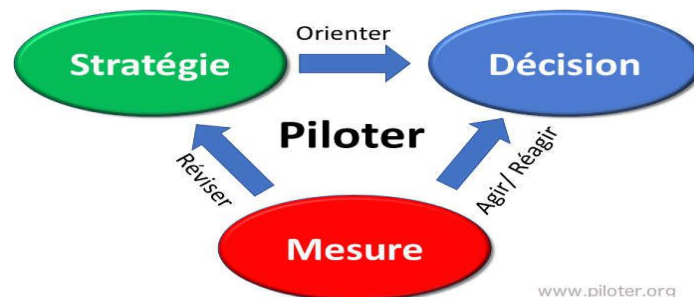 Orienter
Stratégie
Décision
Piloter
Réviser
Agir/ Réagir
Mesure
www.piloter.org